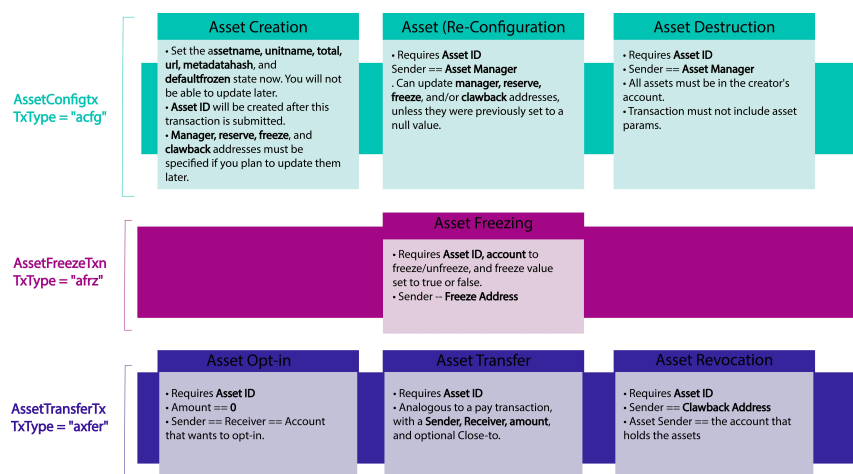 Asset Creation
• Set the assetname, unitname, total,
url, metadatahash, and
defaultfrozen state now. You will not
be able to update later.
• Asset ID will be created after this
transaction is submitted.
• Manager, reserve, freeze, and
clawback addresses must be
specified if you plan to update them
later.
Asset (Re-Configuration
• Requires Asset ID
Sender == Asset Manager
. Can update manager, reserve,
freeze, and/or clawback addresses,
unless they were previously set to a
null value.
Asset Destruction
• Requires Asset ID
• Sender == Asset Manager
• All assets must be in the creator's
account.
• Transaction must not include asset
params.
AssetConfigtx
TxType = "acfg"
Asset Freezing
• Requires Asset ID, account to
freeze/unfreeze, and freeze value
set to true or false.
• Sender -- Freeze Address
AssetFreezeTxn
TxType = "afrz"
Asset Opt-in
• Requires Asset ID
• Amount == 0
• Sender == Receiver == Account
that wants to opt-in.
Asset Transfer
• Requires Asset ID
• Analogous to a pay transaction,
with a Sender, Receiver, amount,
and optional Close-to.
Asset Revocation
• Requires Asset ID
• Sender == Clawback Address
• Asset Sender == the account that
holds the assets
AssetTransferTx
TxType = "axfer"